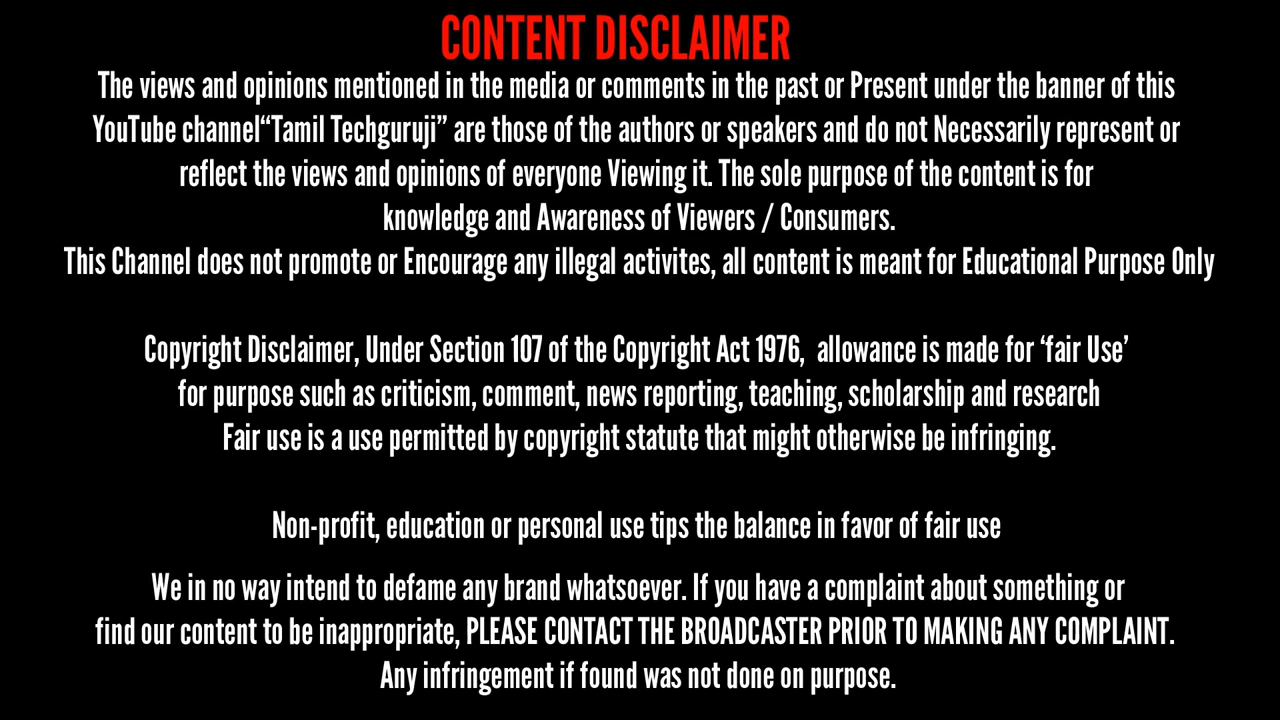 CONTENT DISCLAIMER
The views and opinions mentioned in the media or comments in the past or Present under the banner of this
YouTube channel“Tamil Techguruji” are those of the authors or speakers and do not Necessarily represent or
reflect the views and opinions of everyone Viewing it. The sole purpose of the content is for
knowledge and Awareness of Viewers / Consumers.
This Channel does not promote or Encourage any illegal activites, all content is meant for Educational Purpose Only
Copyright Disclaimer, Under Section 107 of the Copyright Act 1976, allowance is made for ‘fair Use’
for purpose such as criticism, comment, news reporting, teaching, scholarship and research
Fair use is a use permitted by copyright statute that might otherwise be infringing.
Non-profit, education or personal use tips the balance in favor of fair use
We in no way intend to defame any brand whatsoever. If you have a complaint about something or
find our content to be inappropriate, PLEASE CONTACT THE BROADCASTER PRIOR TO MAKING ANY COMPLAINT.
Any infringement if found was not done on purpose.